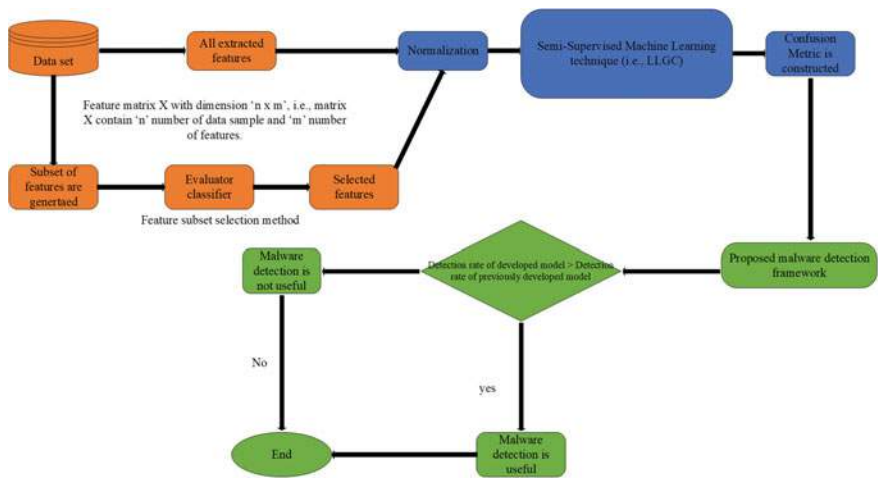 Data set
All extracted
features
Normalization
Semi-Supervised Machine Learning
technique (i.e., LLGC)
Confusion
Metric is
constructed
Feature matrix X with dimension ‘n x m’, i.e., matrix
X contain ‘n’ number of data sample and ‘m’ number
of features.
Subset of
features are
genertaed
Evaluator
classifier
Selected
features
Feature subset selection method
Malware
detection is
not useful
Detection rate of developed model > Detection
rate of previously developed model
Proposed malware detection
framework
No
yes
End
Malware
detection is
useful